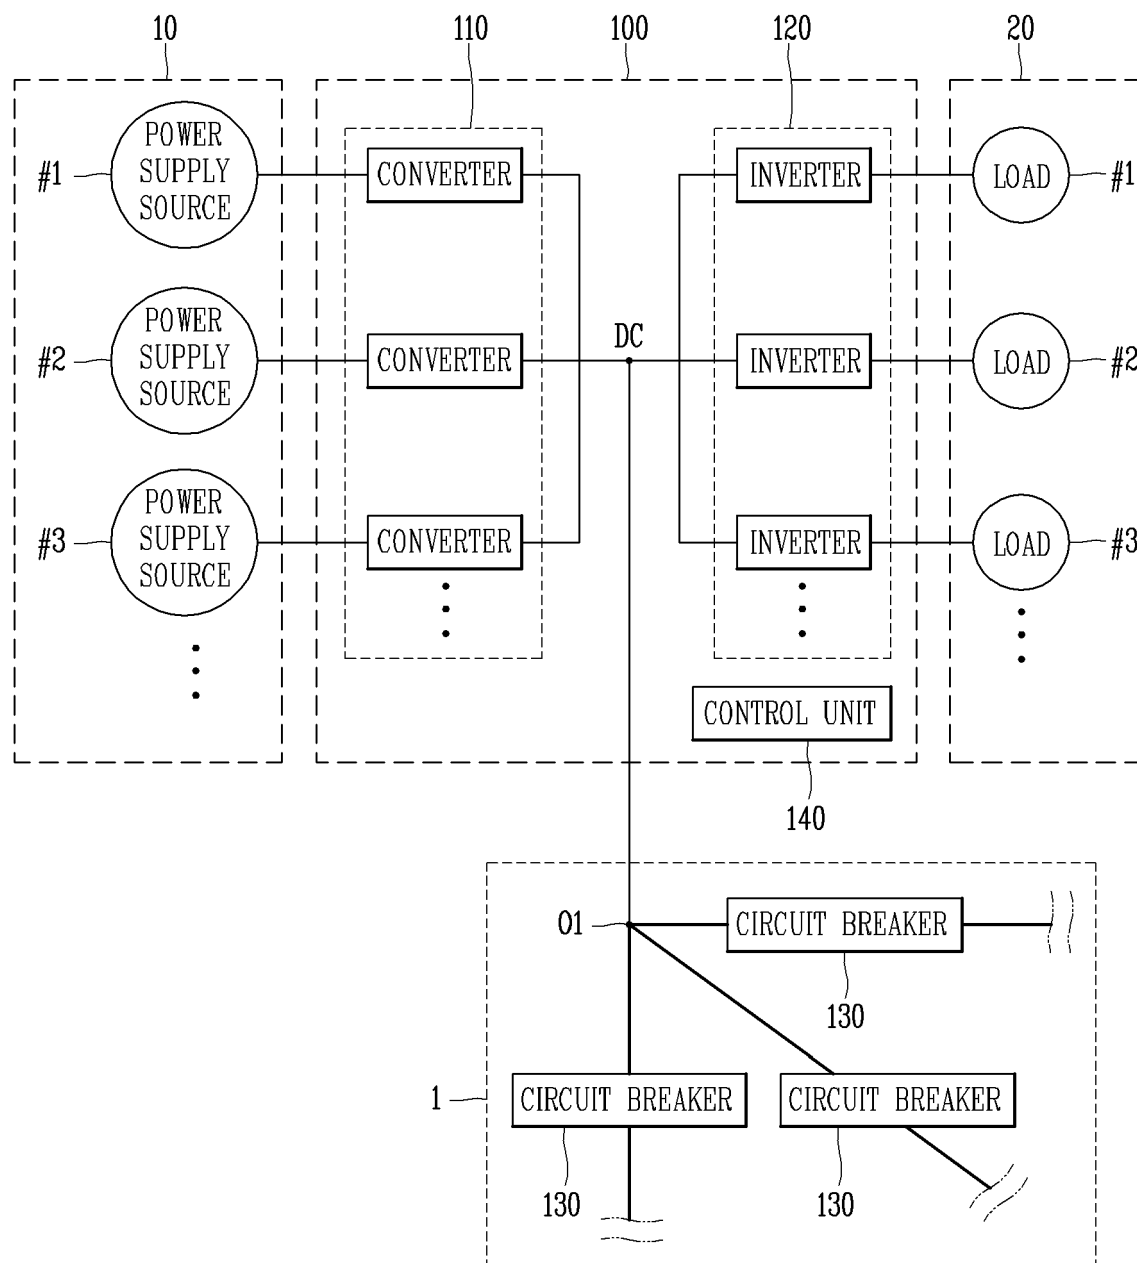 10
110
100
120
20
#1
POWER
SUPPLY
SOURCE
CONVERTER
INVERTER
LOAD
#1
#2
POWER
SUPPLY
SOURCE
CONVERTER
DC
INVERTER
LOAD
#2
#3
POWER
SUPPLY
SOURCE
CONVERTER
INVERTER
LOAD
#3
CONTROL UNIT
140
O1
CIRCUIT BREAKER
130
1
CIRCUIT BREAKER
CIRCUIT BREAKER
130
130